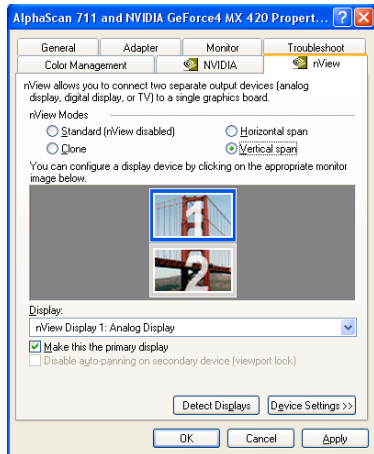 AlphaScan 711 and NVIDIA GeForce4 MX 420 Propert...
General Adapter Monitor Troubleshoot
Color Management NVIDIA nView
nView allows you to connect two separate output devices (analog
display, digital display, or TV) to a single graphics board.
nView Modes
Standard (nView disabled) Horizontal span
Clone Vertical span
You can configure a display device by clicking on the appropriate monitor
image below.
1
2
Display:
nView Display 1: Analog Display
Make this the primary display
Disable auto-panning on secondary device (viewport lock)
Detect Displays Device Settings >>
OK Cancel Apply